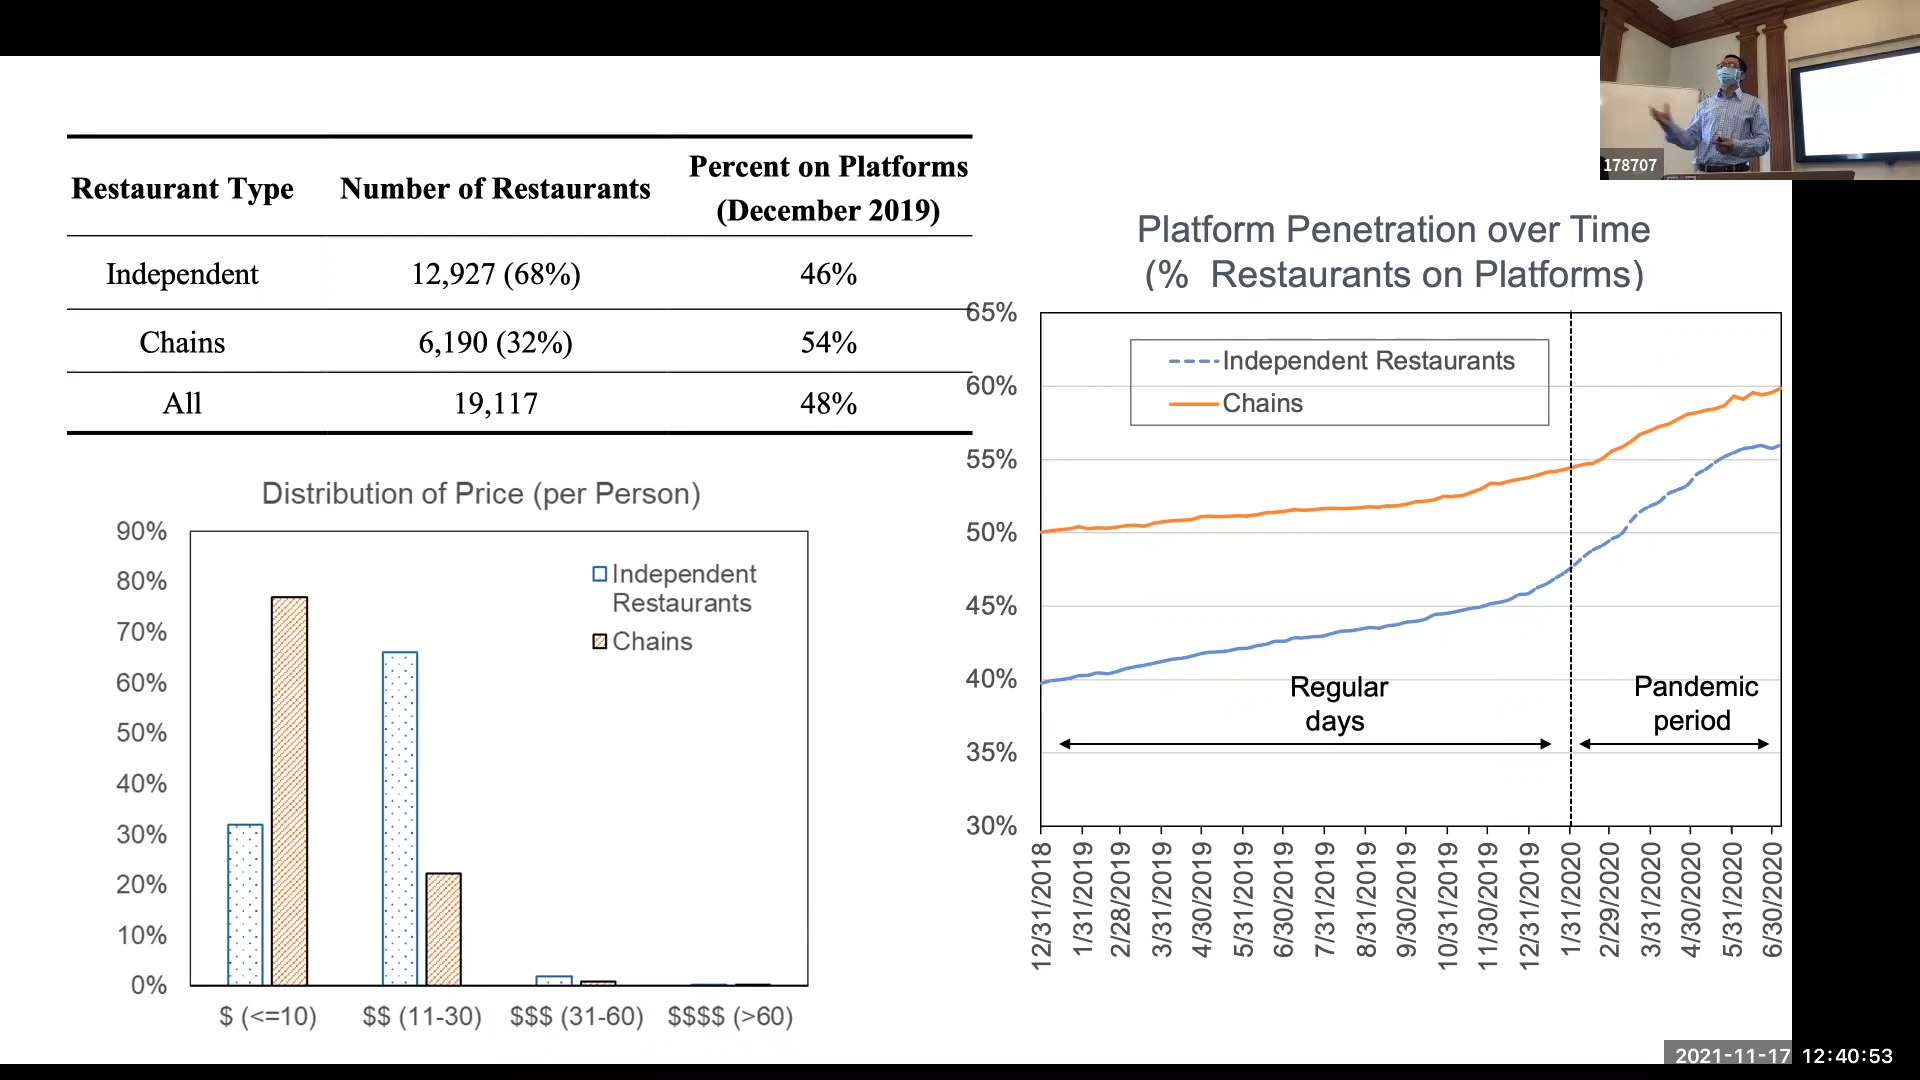 178707
Restaurant Type Number of Restaurants Percent on Platforms (December 2019)
Independent 12,927 (68%) 46%
Chains 6,190 (32%) 54%
All 19,117 48%
Distribution of Price (per Person)
90%
80%
70%
60%
50%
40%
30%
20%
10%
0%
Independent
Restaurants
Chains
$ (<=10) $$ (11-30) $$$ (31-60) $$$$ (>60)
Platform Penetration over Time
(% Restaurants on Platforms)
65%
60%
55%
50%
45%
40%
35%
30%
Independent Restaurants
Chains
Regular
days
Pandemic
period
12/31/2018
1/31/2019
2/28/2019
3/31/2019
4/30/2019
5/31/2019
6/30/2019
7/31/2019
8/31/2019
9/30/2019
10/31/2019
11/30/2019
12/31/2019
1/31/2020
2/29/2020
3/31/2020
4/30/2020
5/31/2020
6/30/2020
2021-11-17 12:40:53